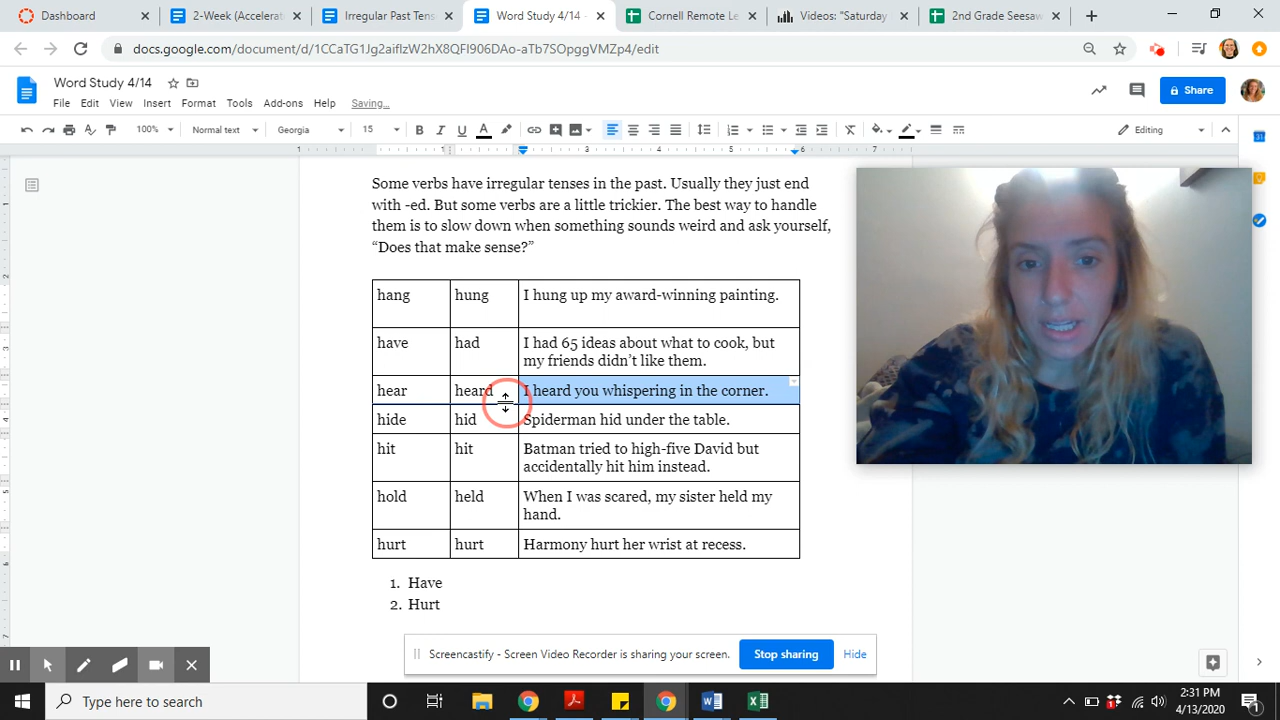 Dashboard
2-Week (Accelerat
Irregular Past Tens
Word Study 4/14 -
Cornell Remote Le
Videos: "Saturday
2nd Grade Seesaw
docs.google.com/document/d/1CCaTG1Jg2aiflzW2hX8QFI906DAo-aTb7SOpggVMZp4/edit
Word Study 4/14
File Edit View Insert Format Tools Add-ons Help Saving...
Share
100% Normal text Georgia 15 Editing
Some verbs have irregular tenses in the past. Usually they just end
with -ed. But some verbs are a little trickier. The best way to handle
them is to slow down when something sounds weird and ask yourself,
“Does that make sense?”
hang hung I hung up my award-winning painting.
have had I had 65 ideas about what to cook, but
my friends didn’t like them.
hear heard I heard you whispering in the corner.
hide hid Spiderman hid under the table.
hit hit Batman tried to high-five David but
accidentally hit him instead.
hold held When I was scared, my sister held my
hand.
hurt hurt Harmony hurt her wrist at recess.
1. Have
2. Hurt
Screencastify - Screen Video Recorder is sharing your screen. Stop sharing Hide
Type here to search
2:31 PM
4/13/2020